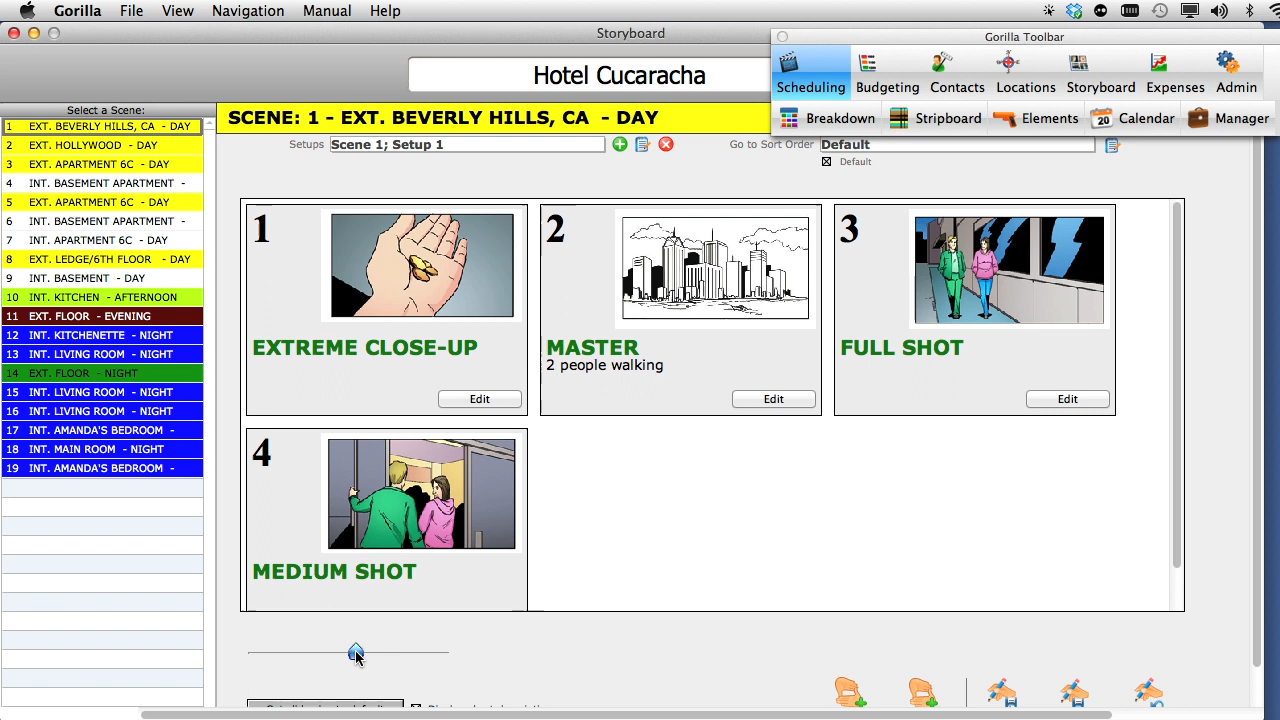 Gorilla File View Navigation Manual Help
Storyboard
Gorilla Toolbar
Hotel Cucaracha
Scheduling Budgeting Contacts Locations Storyboard Expenses Admin
Breakdown Stripboard Elements 20 Calendar Manager
Select a Scene:
1 EXT. BEVERLY HILLS, CA - DAY
2 EXT. HOLLYWOOD - DAY
3 EXT. APARTMENT 6C - DAY
4 INT. BASEMENT APARTMENT -
5 EXT. APARTMENT 6C - DAY
6 INT. BASEMENT APARTMENT -
7 INT. APARTMENT 6C - DAY
8 EXT. LEDGE/6TH FLOOR - DAY
9 INT. BASEMENT - DAY
10 INT. KITCHEN - AFTERNOON
11 EXT. FLOOR - EVENING
12 INT. KITCHENETTE - NIGHT
13 INT. LIVING ROOM - NIGHT
14 EXT. FLOOR - NIGHT
15 INT. LIVING ROOM - NIGHT
16 INT. LIVING ROOM - NIGHT
17 INT. AMANDA'S BEDROOM -
18 INT. MAIN ROOM - NIGHT
19 INT. AMANDA'S BEDROOM -
SCENE: 1 - EXT. BEVERLY HILLS, CA - DAY
Setups Scene 1; Setup 1 Go to Sort Order Default
Default
1
EXTREME CLOSE-UP
Edit
2
MASTER
2 people walking
Edit
3
FULL SHOT
Edit
4
MEDIUM SHOT